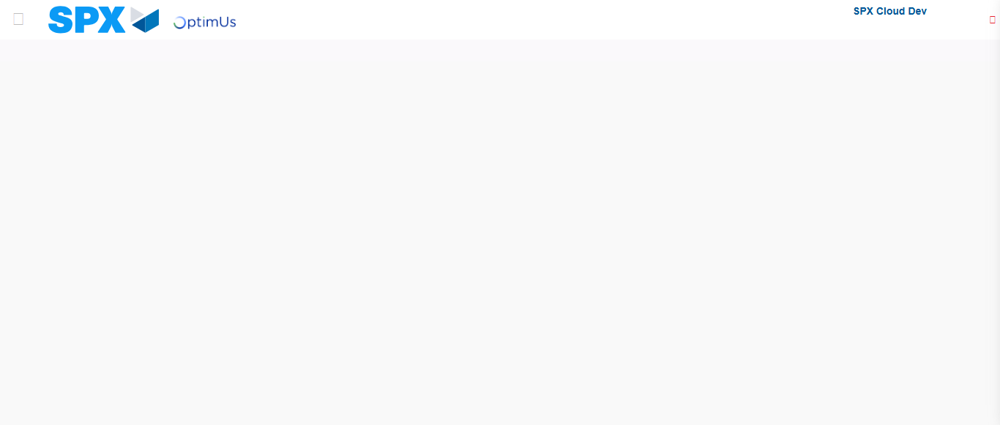 SPX
OptimUs
SPX Cloud Dev